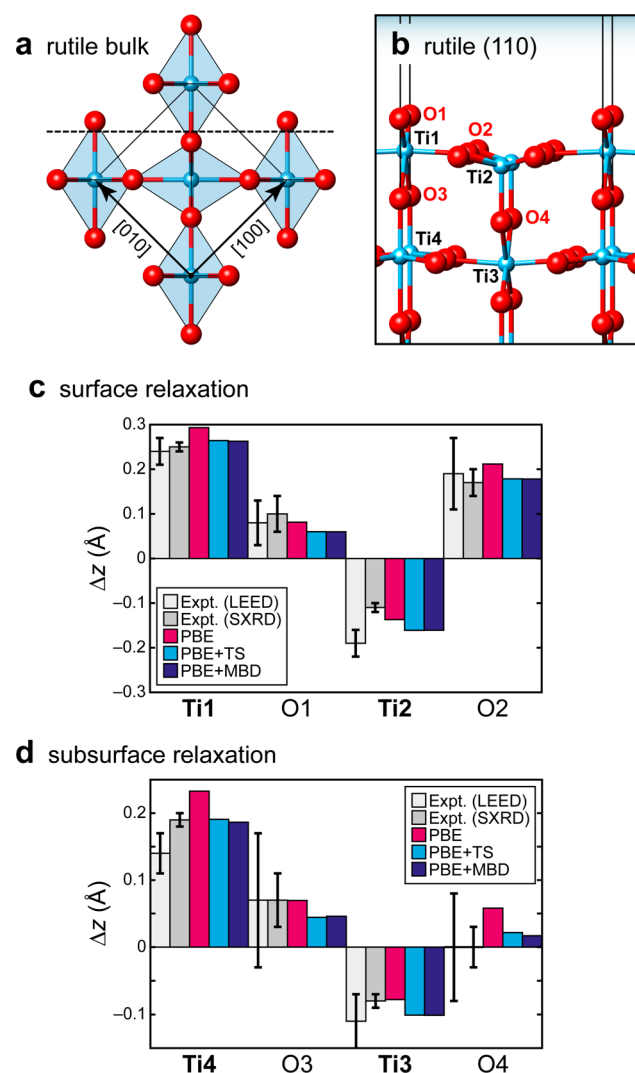 a rutile bulk
[010]
[100]
b rutile (110)
O1
Ti1
O2
Ti2
O3
O4
Ti4
Ti3
c surface relaxation
Δz (Å)
0.3
0.2
0.1
0
−0.1
−0.2
−0.3
Expt. (LEED)
Expt. (SXRD)
PBE
PBE+TS
PBE+MBD
Ti1 O1 Ti2 O2
d subsurface relaxation
Δz (Å)
0.2
0.1
0
−0.1
Expt. (LEED)
Expt. (SXRD)
PBE
PBE+TS
PBE+MBD
Ti4 O3 Ti3 O4